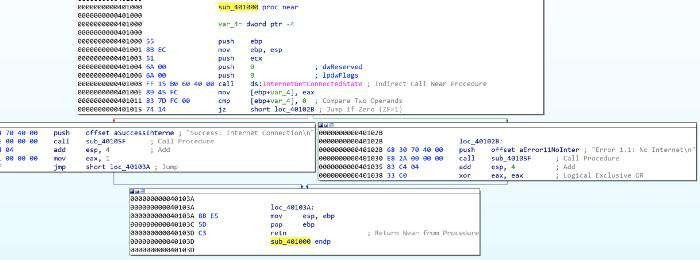 0000000000401000
0000000000401000 sub_401000 proc near
0000000000401000
0000000000401000 var_4= dword ptr -4
0000000000401000
0000000000401000 55 push ebp
0000000000401001 8B EC mov ebp, esp
0000000000401003 51 push ecx
0000000000401004 6A 00 push 0 ; dwReserved
0000000000401006 6A 00 push 0 ; lpdwFlags
0000000000401008 FF 15 B0 60 40 00 call ds:InternetGetConnectedState ; Indirect Call Near Procedure
000000000040100E 89 45 FC mov [ebp+var_4], eax
0000000000401011 83 7D FC 00 cmp [ebp+var_4], 0 ; Compare Two Operands
0000000000401015 74 14 jz short loc_40102B ; Jump if Zero (ZF=1)
70 40 00 push offset aSuccessInterne ; "Success: Internet Connection\n"
00 00 00 call sub_40105F ; Call Procedure
04 add esp, 4 ; Add
00 00 00 mov eax, 1
jmp short loc_40103A ; Jump
000000000040102B
000000000040102B loc_40102B:
000000000040102B 68 30 70 40 00 push offset aError11NoInter ; "Error 1.1: No Internet\n"
0000000000401030 E8 2A 00 00 00 call sub_40105F ; Call Procedure
0000000000401035 83 C4 04 add esp, 4 ; Add
0000000000401038 33 C0 xor eax, eax ; Logical Exclusive OR
000000000040103A
000000000040103A loc_40103A:
000000000040103A 8B E5 mov esp, ebp
000000000040103C 5D pop ebp
000000000040103D C3 retn ; Return Near from Procedure
000000000040103D sub_401000 endp
000000000040103D